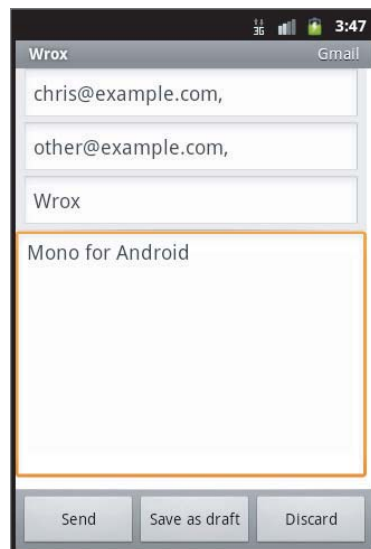 3G 3:47
Wrox Gmail
chris@example.com,
other@example.com,
Wrox
Mono for Android
Send Save as draft Discard